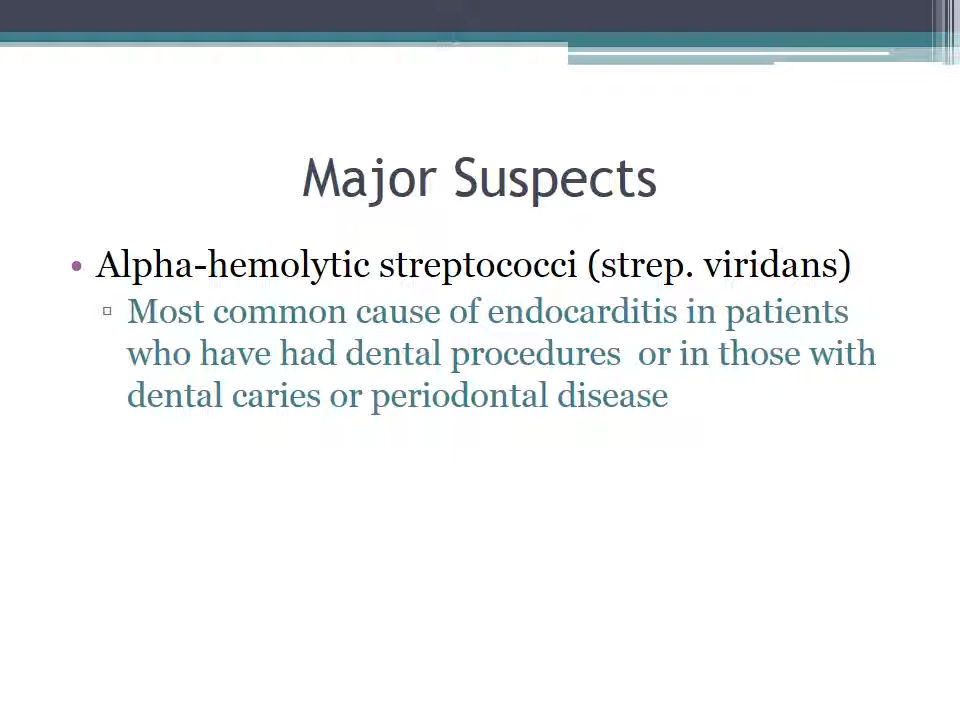 Major Suspects
• Alpha-hemolytic streptococci (strep. viridans)
▫ Most common cause of endocarditis in patients
who have had dental procedures  or in those with
dental caries or periodontal disease